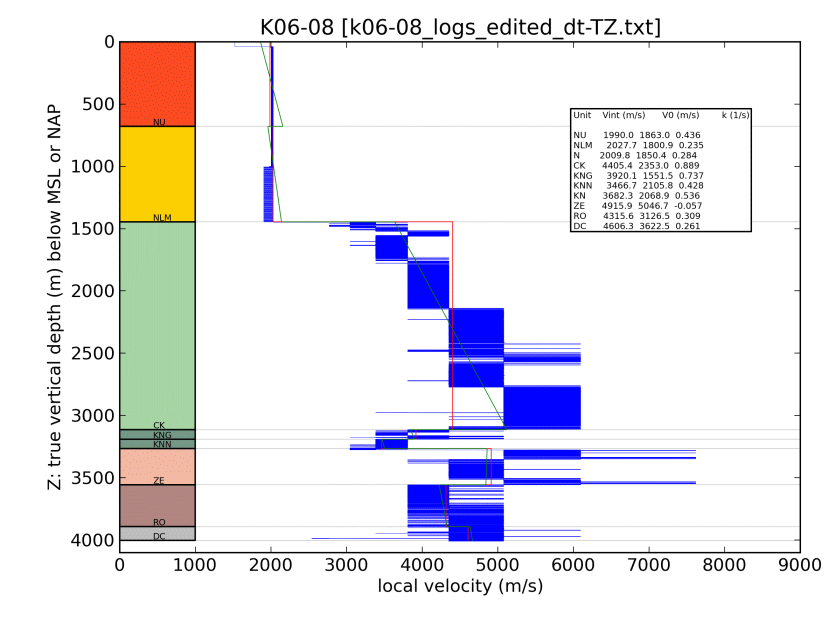 K06-08 [k06-08_logs_edited_dt-TZ.txt]
Z: true vertical depth (m) below MSL or NAP
0
500
1000
1500
2000
2500
3000
3500
4000
NU
NLM
CK
KNG
KNN
ZE
RO
DC
Unit Vint (m/s) V0 (m/s) k (1/s)
NU 1990.0 1863.0 0.436
NLM 2027.7 1800.9 0.235
N 2009.8 1850.4 0.284
CK 4405.4 2353.0 0.889
KNG 3920.1 1551.5 0.737
KNN 3466.7 2105.8 0.428
KN 3682.3 2068.9 0.536
ZE 4915.9 5046.7 -0.057
RO 4315.6 3126.5 0.309
DC 4606.3 3622.5 0.261
0 1000 2000 3000 4000 5000 6000 7000 8000 9000
local velocity (m/s)